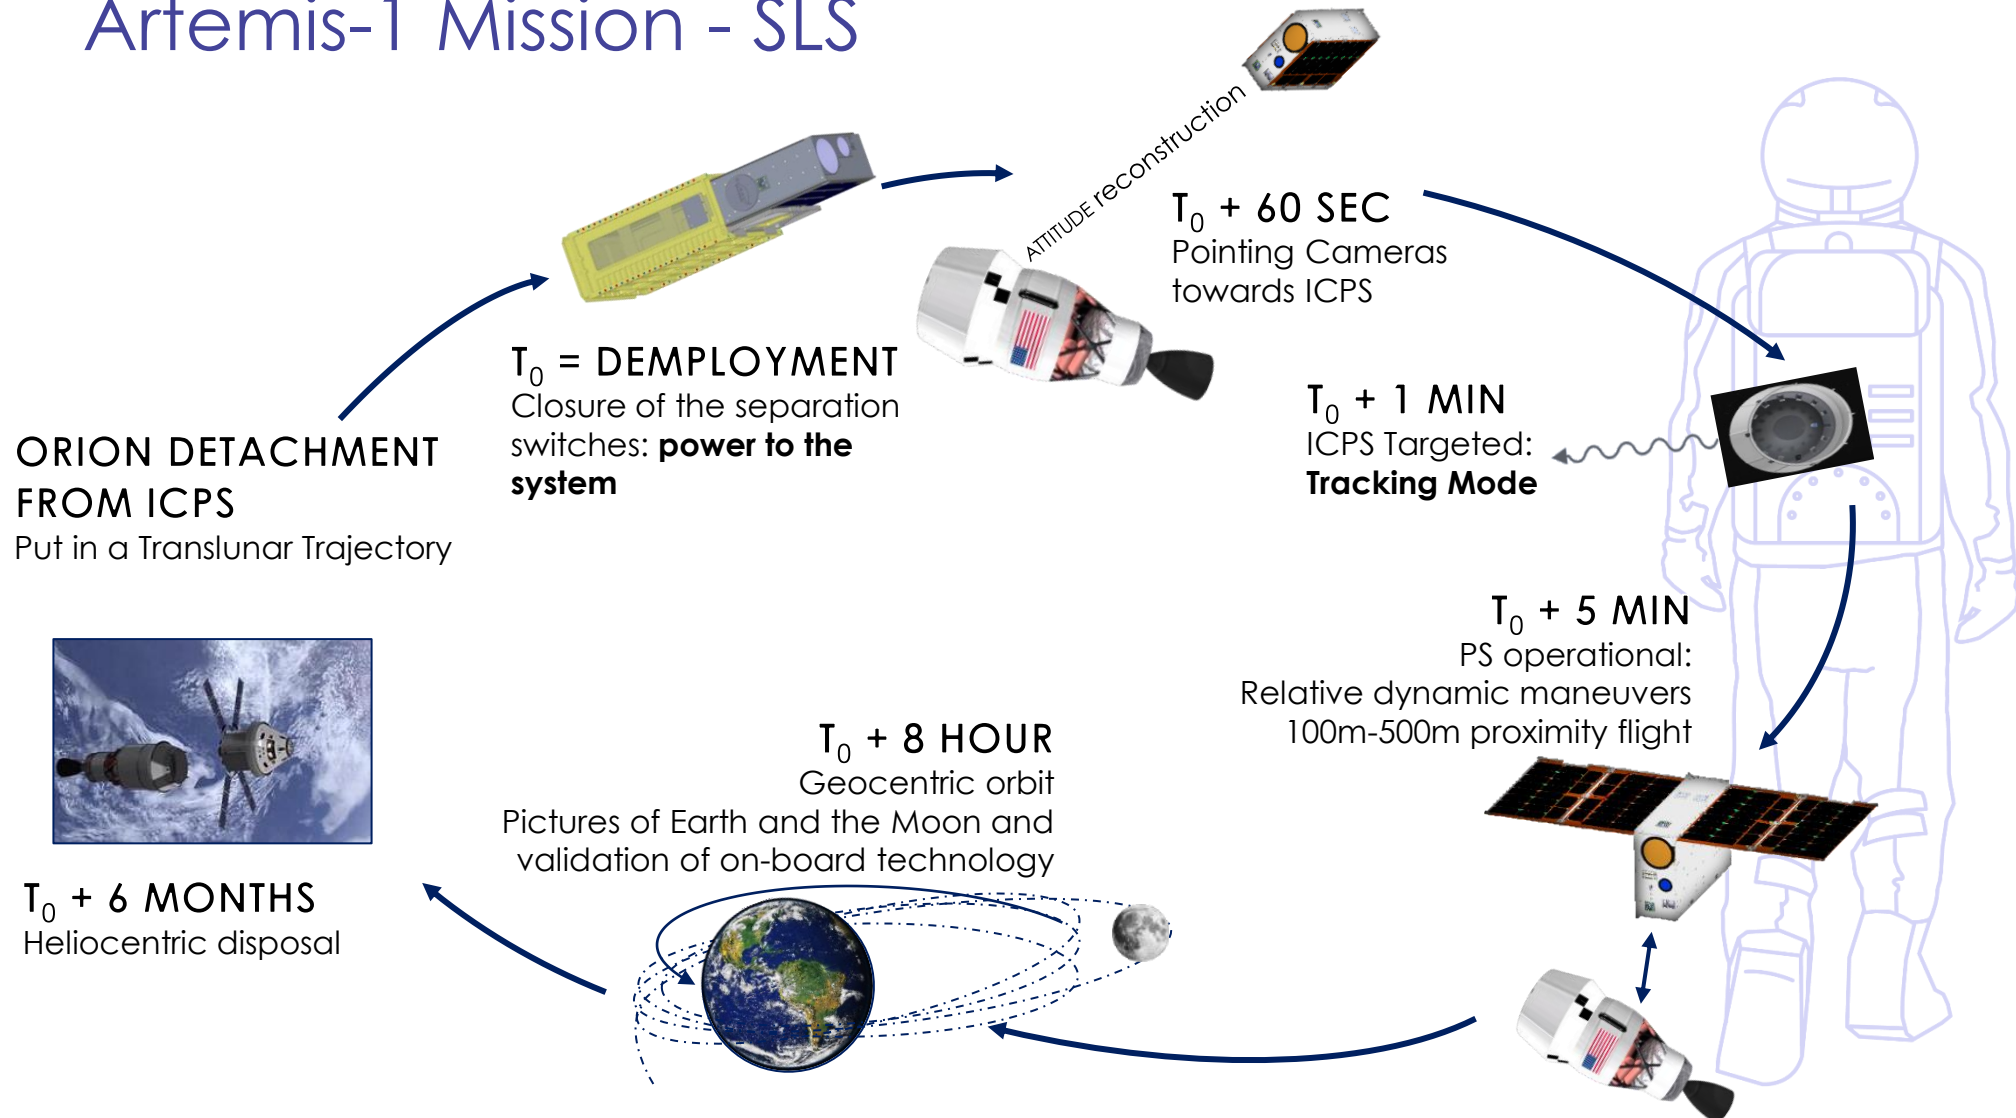 Artemis-1 Mission - SLS
ORION DETACHMENT
FROM ICPS
Put in a Translunar Trajectory
T0 = DEMPLOYMENT
Closure of the separation
switches: power to the
system
ATTITUDE reconstruction
T0 + 60 SEC
Pointing Cameras
towards ICPS
T0 + 1 MIN
ICPS Targeted:
Tracking Mode
T0 + 5 MIN
PS operational:
Relative dynamic maneuvers
100m-500m proximity flight
T0 + 8 HOUR
Geocentric orbit
Pictures of Earth and the Moon and
validation of on-board technology
T0 + 6 MONTHS
Heliocentric disposal